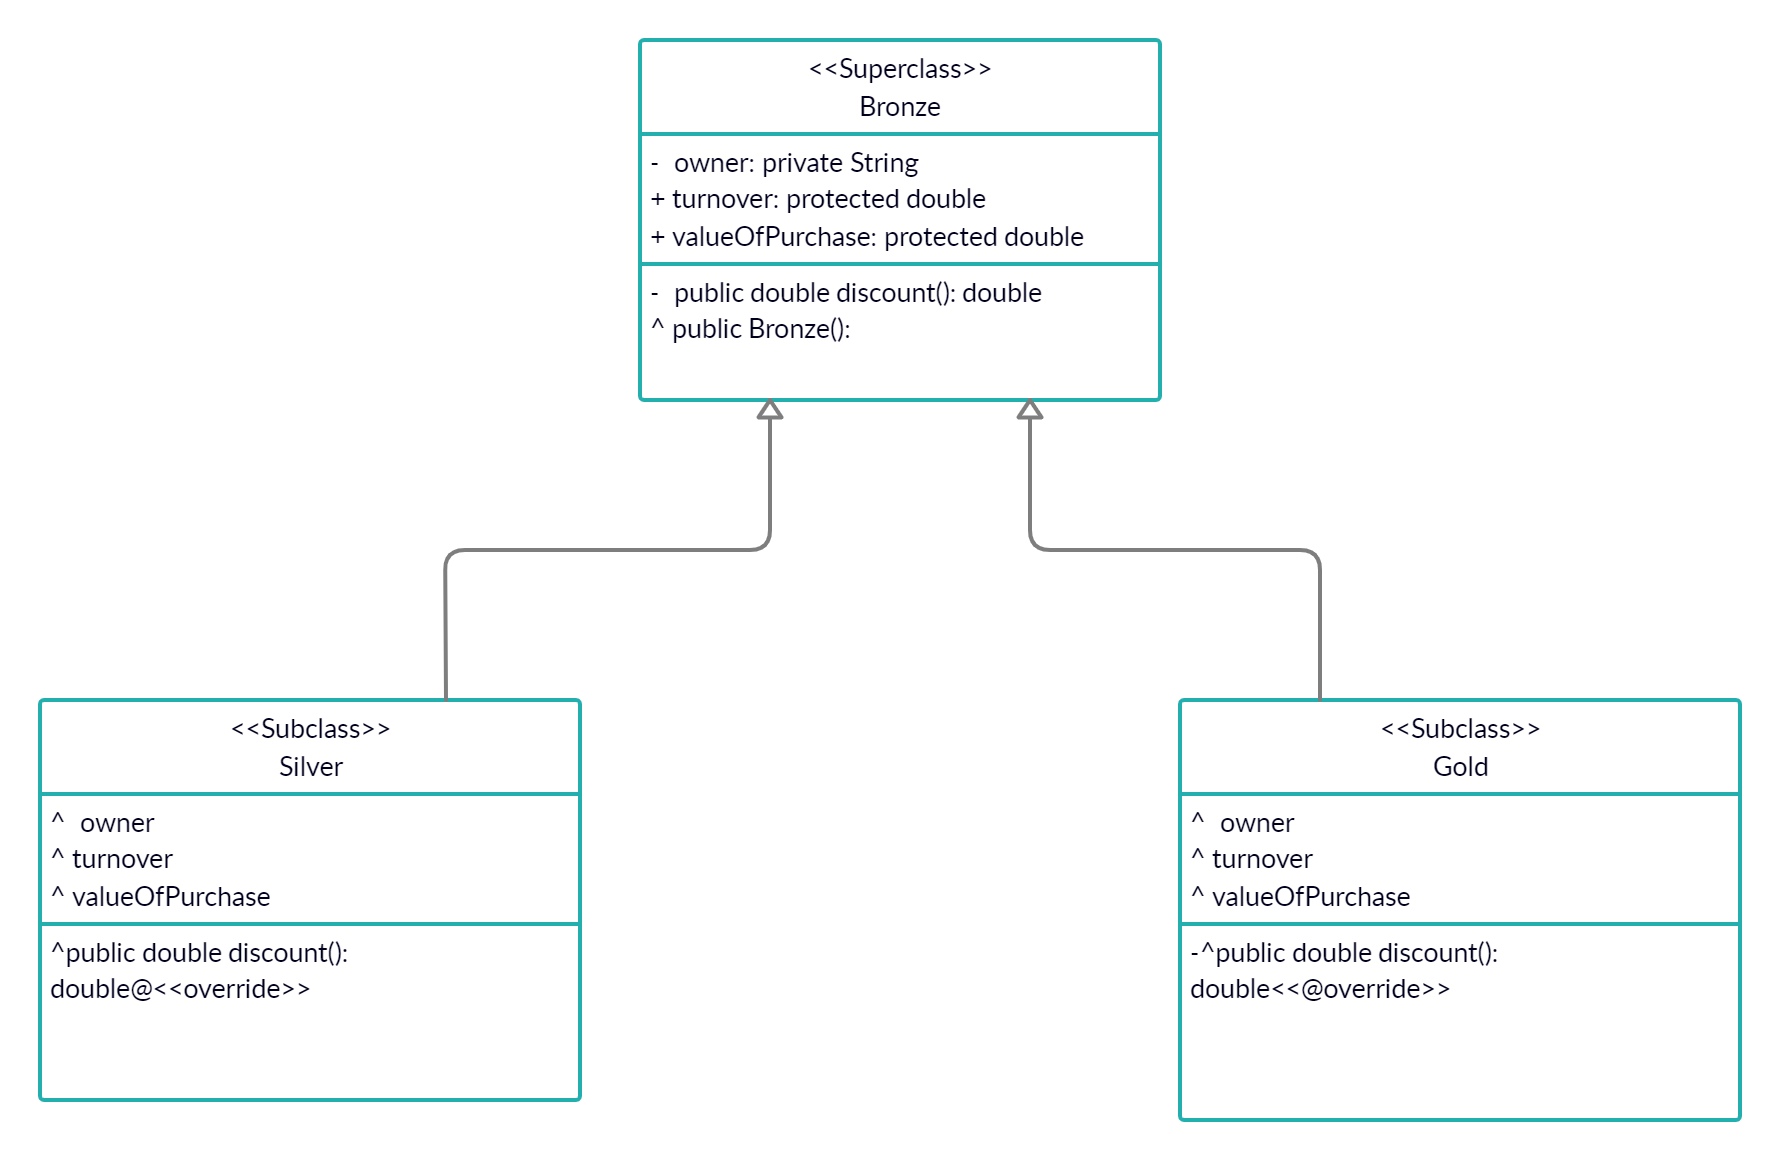 <<Superclass>>
Bronze
- owner: private String
+ turnover: protected double
+ valueOfPurchase: protected double
- public double discount(): double
^ public Bronze():
<<Subclass>>
Silver
^ owner
^ turnover
^ valueOfPurchase
^public double discount():
double@<<override>>
<<Subclass>>
Gold
^ owner
^ turnover
^ valueOfPurchase
-^public double discount():
double<<@override>>